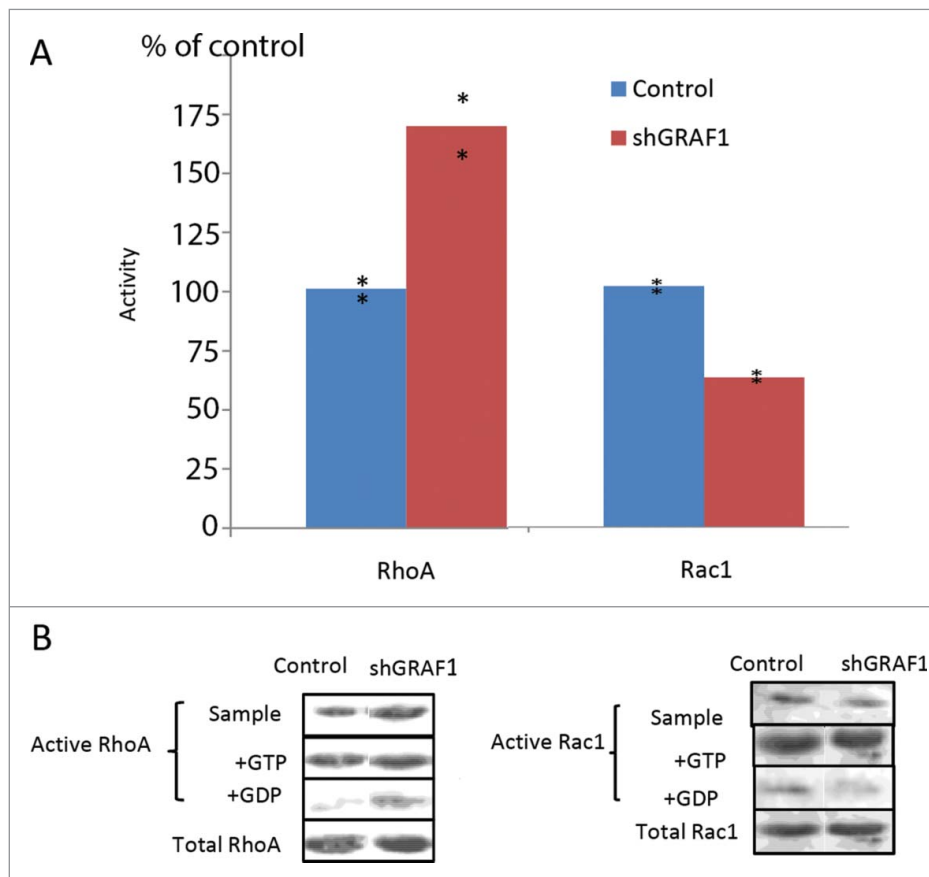 A
% of control
Control
shGRAF1
175
150
125
100
75
50
25
0
Activity
* * * * * * * *
RhoA Rac1
B
Control shGRAF1
Active RhoA
Sample
+GTP
+GDP
Total RhoA
Control shGRAF1
Active Rac1
Sample
+GTP
+GDP
Total Rac1